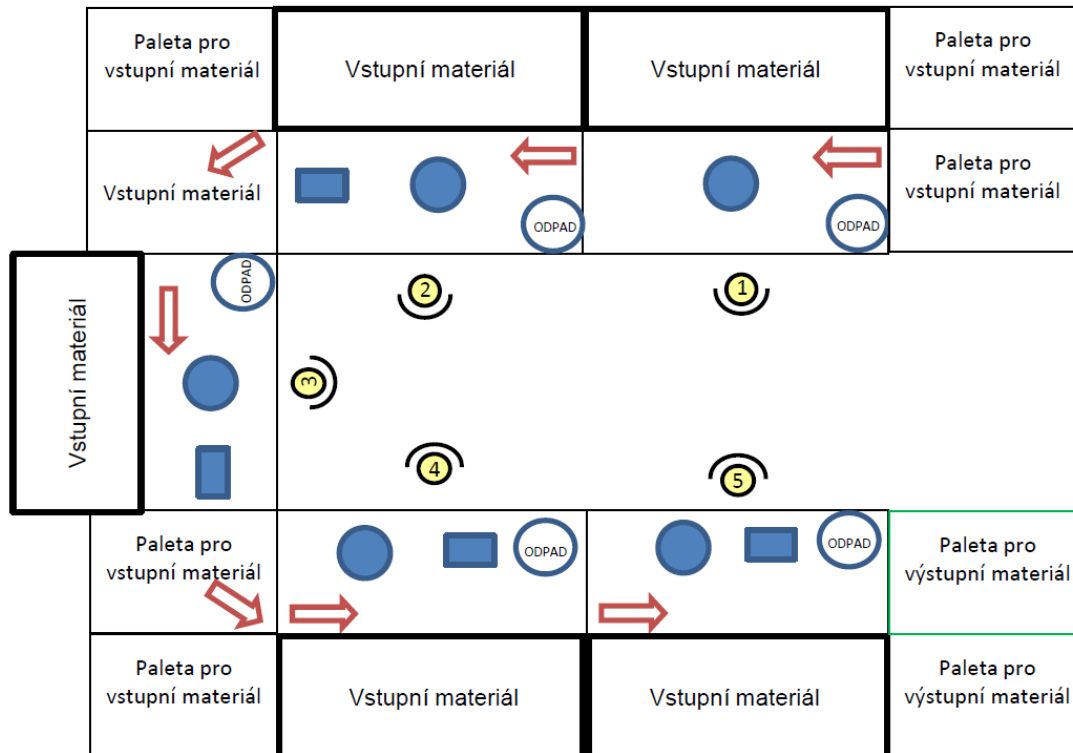 Paleta pro
vstupní materiál
Vstupní materiál
Vstupní materiál
Paleta pro
vstupní materiál
Vstupní materiál
ODPAD
ODPAD
Paleta pro
vstupní materiál
Vstupní materiál
ODPAD
2
1
3
4
5
Paleta pro
vstupní materiál
ODPAD
ODPAD
Paleta pro
výstupní materiál
Paleta pro
vstupní materiál
Vstupní materiál
Vstupní materiál
Paleta pro
výstupní materiál